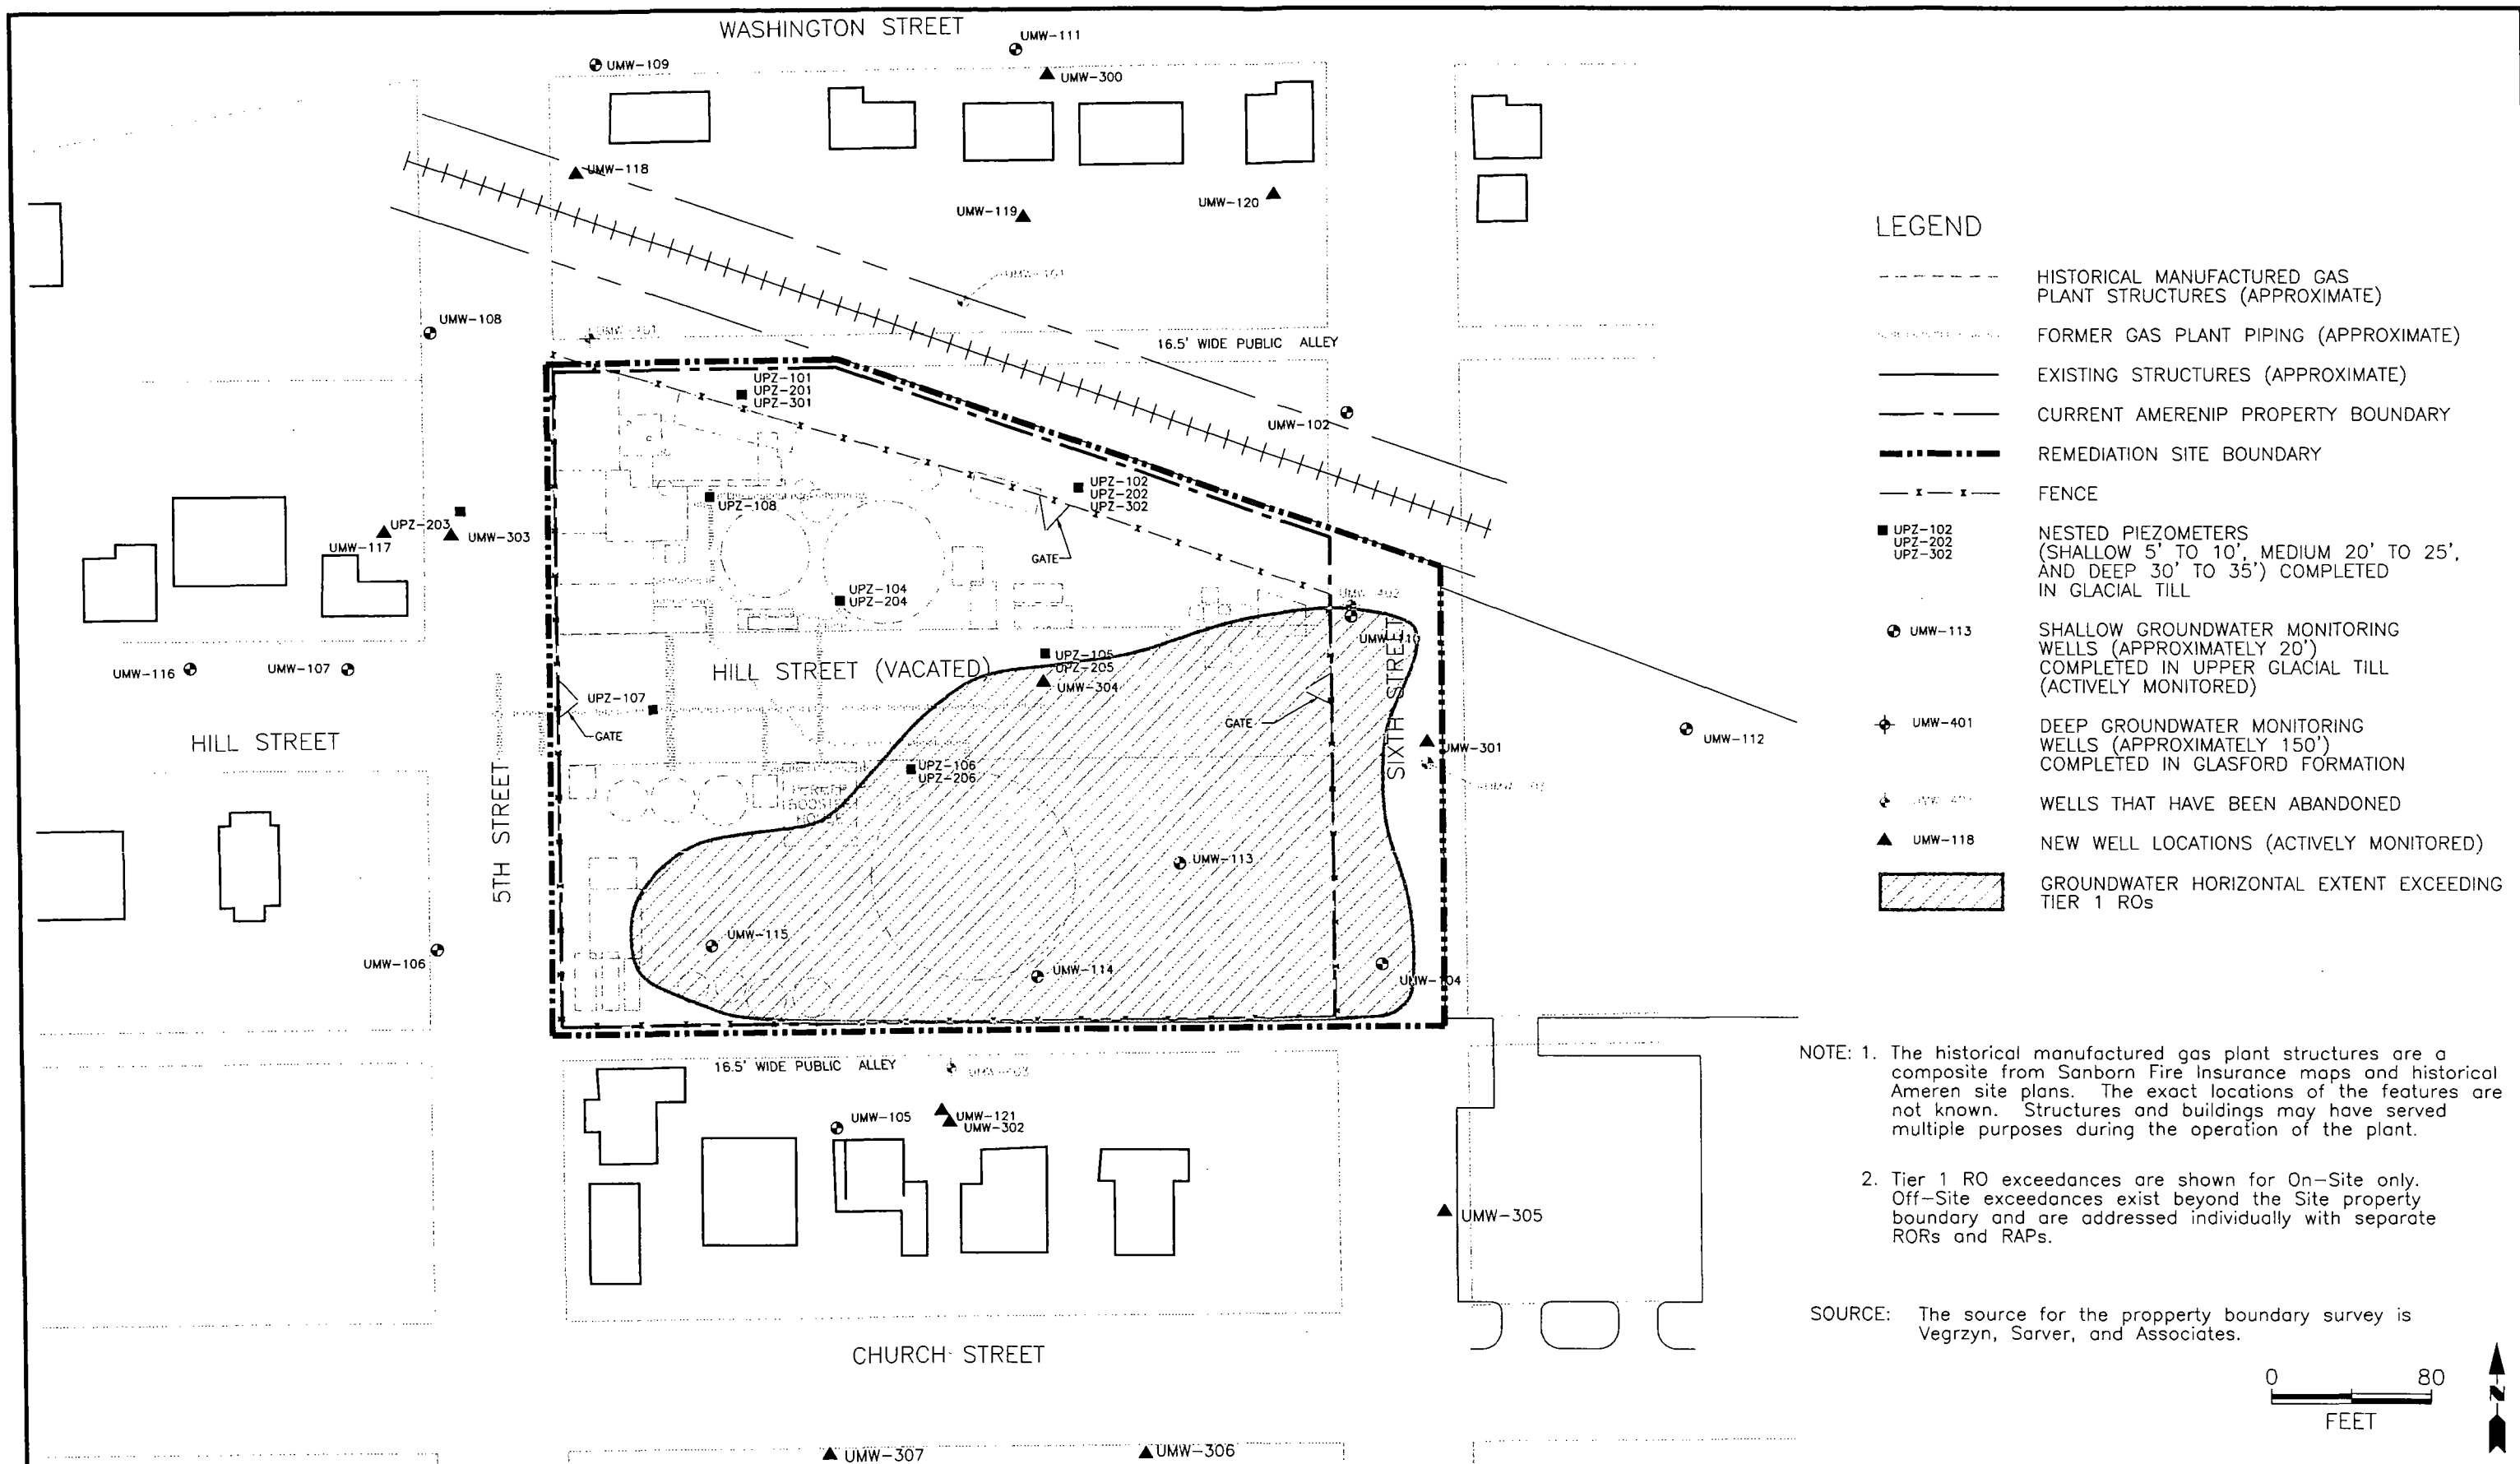 WASHINGTON STREET
UMW-111
UMW-109
UMW-300
UMW-118
UMW-119
UMW-120
UMW-108
16.5' WIDE PUBLIC ALLEY
UPZ-101
UPZ-201
UPZ-301
UMW-102
UPZ-102
UPZ-202
UPZ-302
UPZ-108
UPZ-203
UMW-303
UMW-117
GATE
UPZ-104
UPZ-204
UMW-110
UPZ-105
UPZ-205
UMW-304
HILL STREET (VACATED)
UMW-116
UMW-107
UPZ-107
GATE
GATE
SIXTH STREET
UMW-301
UMW-112
HILL STREET
5TH STREET
UPZ-106
UPZ-206
UMW-113
UMW-115
UMW-114
UMW-104
UMW-106
16.5' WIDE PUBLIC ALLEY
UMW-105
UMW-121
UMW-302
UMW-305
CHURCH STREET
UMW-307
UMW-306
LEGEND
HISTORICAL MANUFACTURED GAS
PLANT STRUCTURES (APPROXIMATE)
FORMER GAS PLANT PIPING (APPROXIMATE)
EXISTING STRUCTURES (APPROXIMATE)
CURRENT AMERENIP PROPERTY BOUNDARY
REMEDIATION SITE BOUNDARY
FENCE
UPZ-102
UPZ-202
UPZ-302
NESTED PIEZOMETERS
(SHALLOW 5' TO 10', MEDIUM 20' TO 25',
AND DEEP 30' TO 35') COMPLETED
IN GLACIAL TILL
UMW-113
SHALLOW GROUNDWATER MONITORING
WELLS (APPROXIMATELY 20')
COMPLETED IN UPPER GLACIAL TILL
(ACTIVELY MONITORED)
UMW-401
DEEP GROUNDWATER MONITORING
WELLS (APPROXIMATELY 150')
COMPLETED IN GLASFORD FORMATION
WELLS THAT HAVE BEEN ABANDONED
UMW-118
NEW WELL LOCATIONS (ACTIVELY MONITORED)
GROUNDWATER HORIZONTAL EXTENT EXCEEDING
TIER 1 ROs
NOTE: 1. The historical manufactured gas plant structures are a
composite from Sanborn Fire Insurance maps and historical
Ameren site plans. The exact locations of the features are
not known. Structures and buildings may have served
multiple purposes during the operation of the plant.
2. Tier 1 RO exceedances are shown for On-Site only.
Off-Site exceedances exist beyond the Site property
boundary and are addressed individually with separate
RORs and RAPs.
SOURCE: The source for the propperty boundary survey is
Vegrzyn, Sarver, and Associates.
0 80
FEET
N